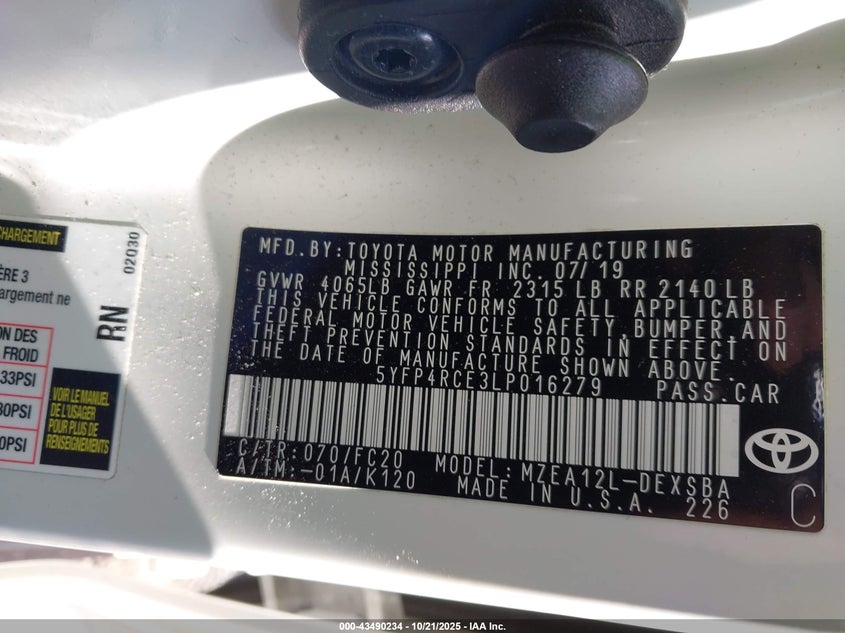 CHARGEMENT
ÈRE 3
argement ne
ON DES
FROID
33PSI
30PSI
0PSI
RN
02030
VOIR LE MANUEL
DE L'USAGER
POUR PLUS DE
RENSEIGNEMENTS
MFD. BY: TOYOTA MOTOR MANUFACTURING
MISSISSIPPI INC. 07/19
GVWR 4065LB GAWR FR 2315 LB RR 2140LB
THIS VEHICLE CONFORMS TO ALL APPLICABLE
FEDERAL MOTOR VEHICLE SAFETY, BUMPER AND
THEFT PREVENTION STANDARDS IN EFFECT ON
THE DATE OF MANUFACTURE SHOWN ABOVE.
5YFP4RCE3LP016279 PASS.CAR
C/TR: 070/FC20 MODEL: MZEA12L-DEXSBA
A/TM: -01A/K120 MADE IN U.S.A. 226
C
000-43490234 - 10/21/2025 - IAA Inc.